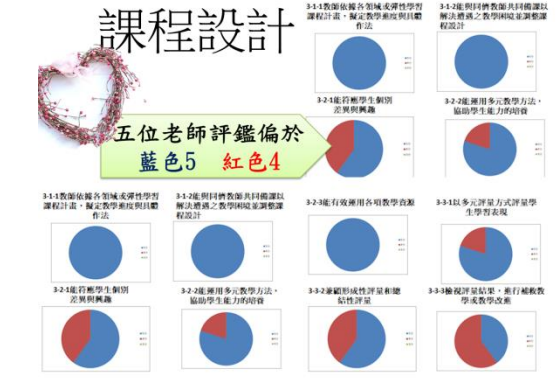 課程設計
五位老師評鑑偏於
藍色5 紅色4
3-1-1教師依據各領域或彈性學習
課程計畫，擬定教學進度與具體
作法
3-1-2能與同儕教師共同備課以
解決遭遇之教學困境並調整課
程設計
3-2-1能符應學生個別
差異與興趣
3-2-2能運用多元教學方法，
協助學生能力的培養
3-1-1教師依據各領域或彈性學習
課程計畫，擬定教學進度與具體
作法
3-1-2能與同儕教師共同備課以
解決遭遇之教學困境並調整課
程設計
3-2-3能有效運用各項教學資源
3-3-1以多元評量方式評量學
生學習表現
3-2-1能符應學生個別
差異與興趣
3-2-2能運用多元教學方法，
協助學生能力的培養
3-3-2兼顧形成性評量和總
結性評量
3-3-3檢視評量結果，進行補救教
學或教學改進